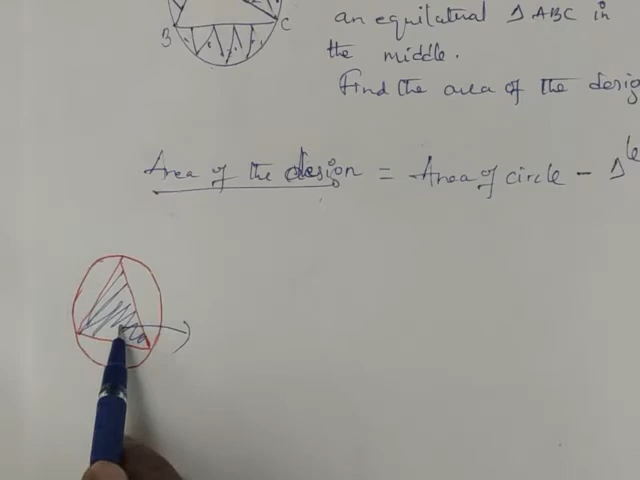 an equilateral Δ ABC in
B C
the middle.
Find the area of the design
Area of the design = Area of circle - Δle